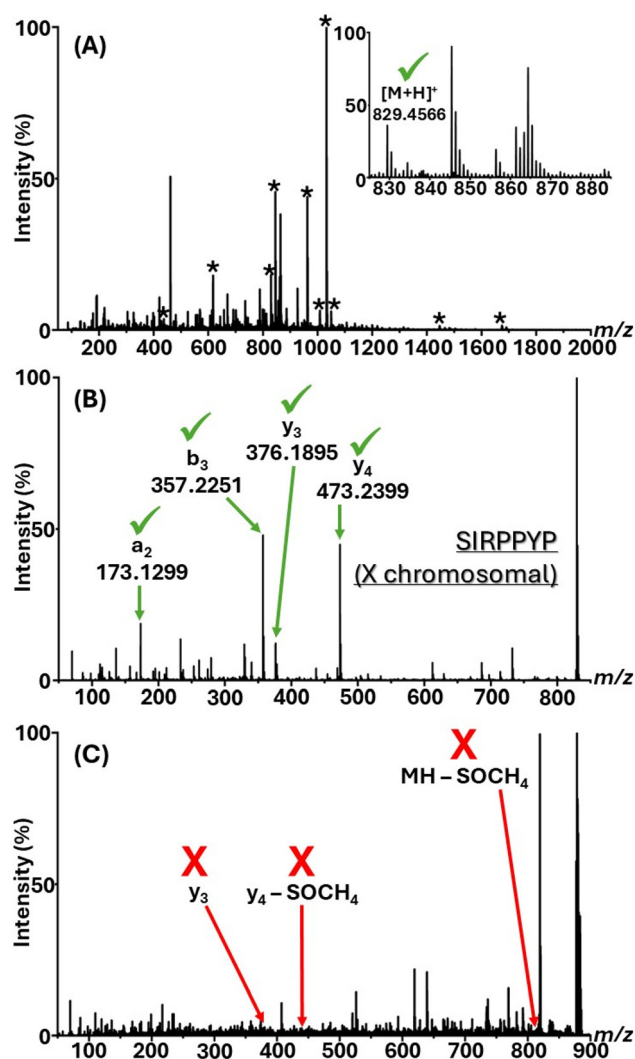 (A)
100
50
0
Intensity (%)
*
*
*
*
*
*
*
*
*
*
200
400
600
800
1000
1200
1400
1600
1800
2000
m/z
100
50
0
[M+H]⁺
829.4566
830
840
850
860
870
880
(B)
100
50
0
Intensity (%)
a₂
173.1299
b₃
357.2251
y₃
376.1895
y₄
473.2399
SIRPPYP
(X chromosomal)
100
200
300
400
500
600
700
800
m/z
(C)
100
50
0
Intensity (%)
X
y₃
X
y₄ – SOCH₄
X
MH – SOCH₄
100
200
300
400
500
600
700
800
900
m/z